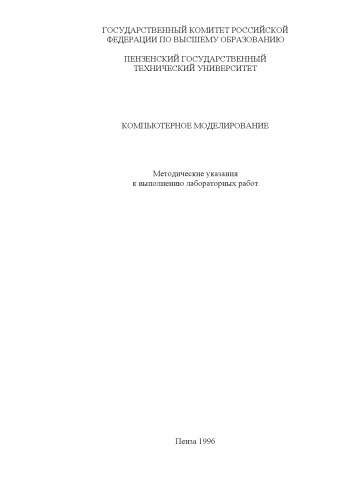 ГОСУДАРСТВЕННЫЙ КОМИТЕТ РОССИЙСКОЙ
ФЕДЕРАЦИИ ПО ВЫСШЕМУ ОБРАЗОВАНИЮ
ПЕНЗЕНСКИЙ ГОСУДАРСТВЕННЫЙ
ТЕХНИЧЕСКИЙ УНИВЕРСИТЕТ
КОМПЬЮТЕРНОЕ МОДЕЛИРОВАНИЕ
Методические указания
к выполнению лабораторных работ
Пенза 1996